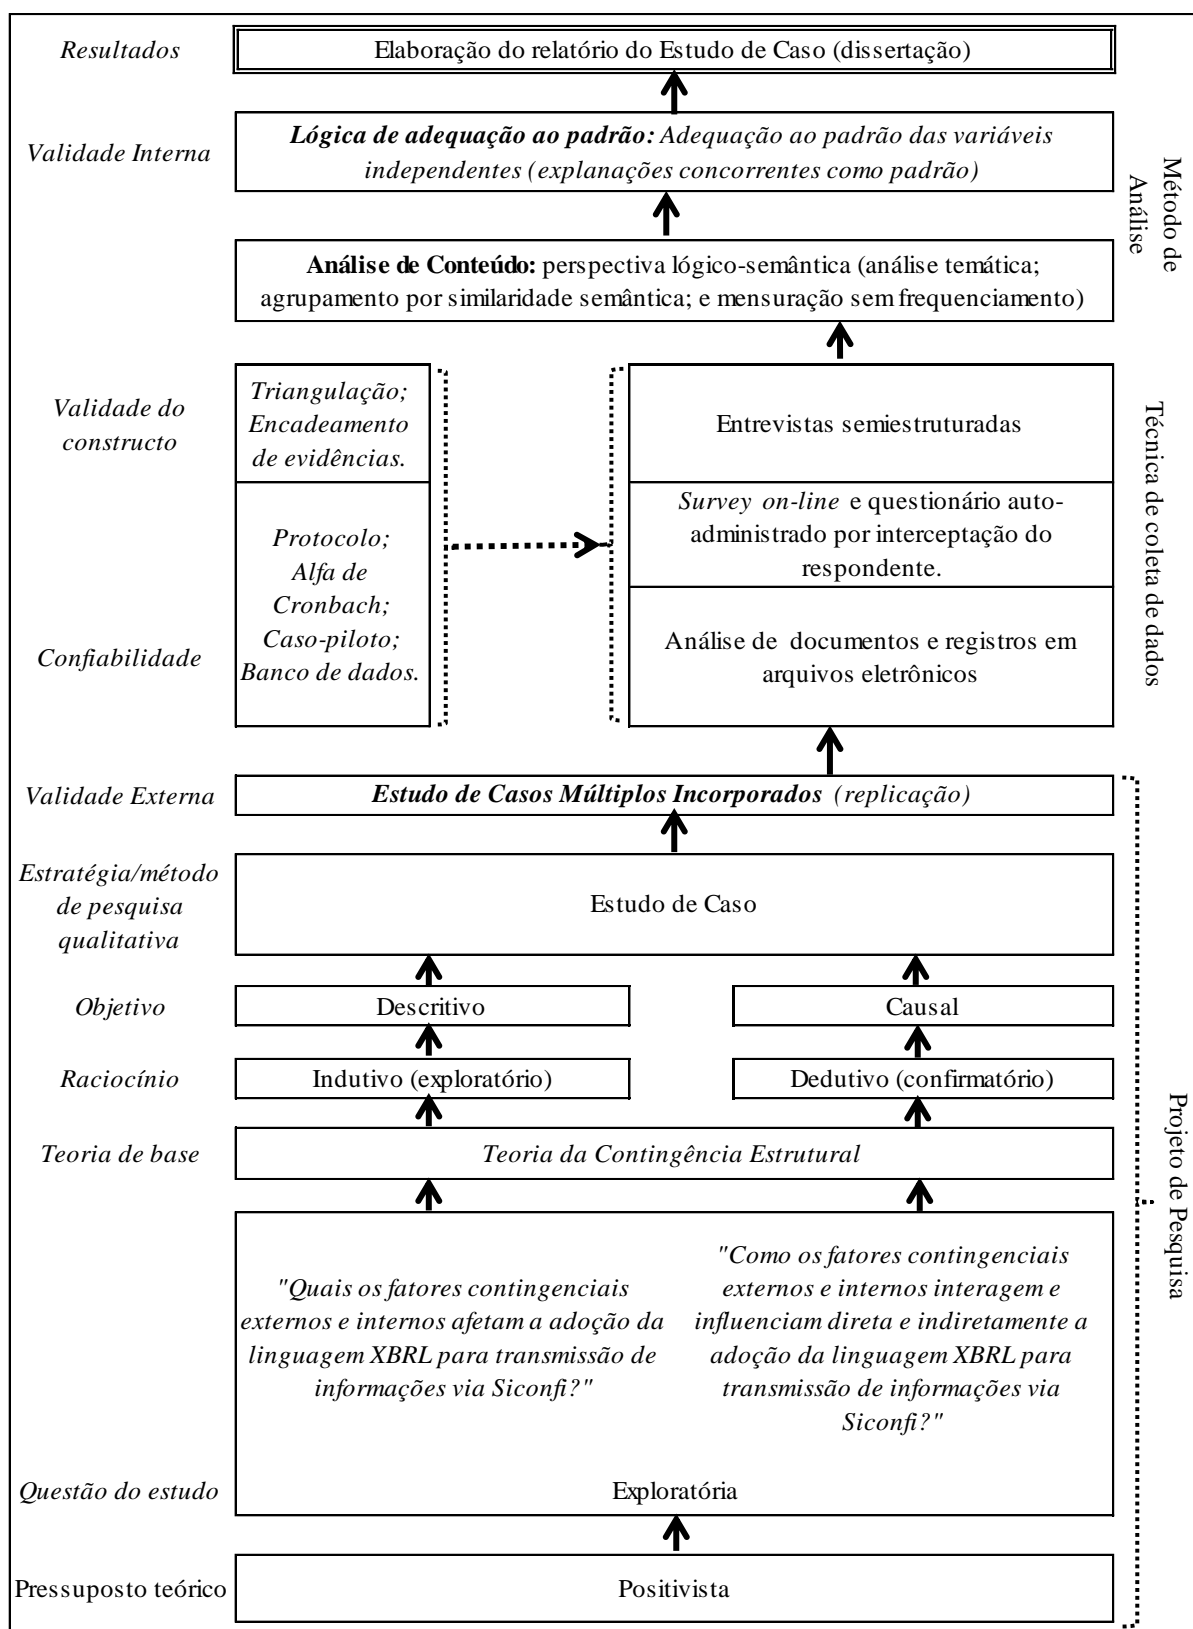 Resultados
Elaboração do relatório do Estudo de Caso (dissertação)
Validade Interna
Lógica de adequação ao padrão: Adequação ao padrão das variáveis
independentes (explanações concorrentes como padrão)
Análise de Conteúdo: perspectiva lógico-semântica (análise temática;
agrupamento por similaridade semântica; e mensuração sem frequenciamento)
Método de
Análise
Validade do
constructo
Triangulação;
Encadeamento
de evidências.
Entrevistas semiestruturadas
Confiabilidade
Protocolo;
Alfa de
Cronbach;
Caso-piloto;
Banco de dados.
Survey on-line e questionário auto-
administrado por interceptação do
respondente.
Análise de documentos e registros em
arquivos eletrônicos
Técnica de coleta de dados
Validade Externa
Estudo de Casos Múltiplos Incorporados (replicação)
Estratégia/método
de pesquisa
qualitativa
Estudo de Caso
Objetivo
Descritivo
Causal
Raciocínio
Indutivo (exploratório)
Dedutivo (confirmatório)
Teoria de base
Teoria da Contingência Estrutural
"Quais os fatores contingenciais
externos e internos afetam a adoção da
linguagem XBRL para transmissão de
informações via Siconfi?"
"Como os fatores contingenciais
externos e internos interagem e
influenciam direta e indiretamente a
adoção da linguagem XBRL para
transmissão de informações via
Siconfi?"
Questão do estudo
Exploratória
Pressuposto teórico
Positivista
Projeto de Pesquisa